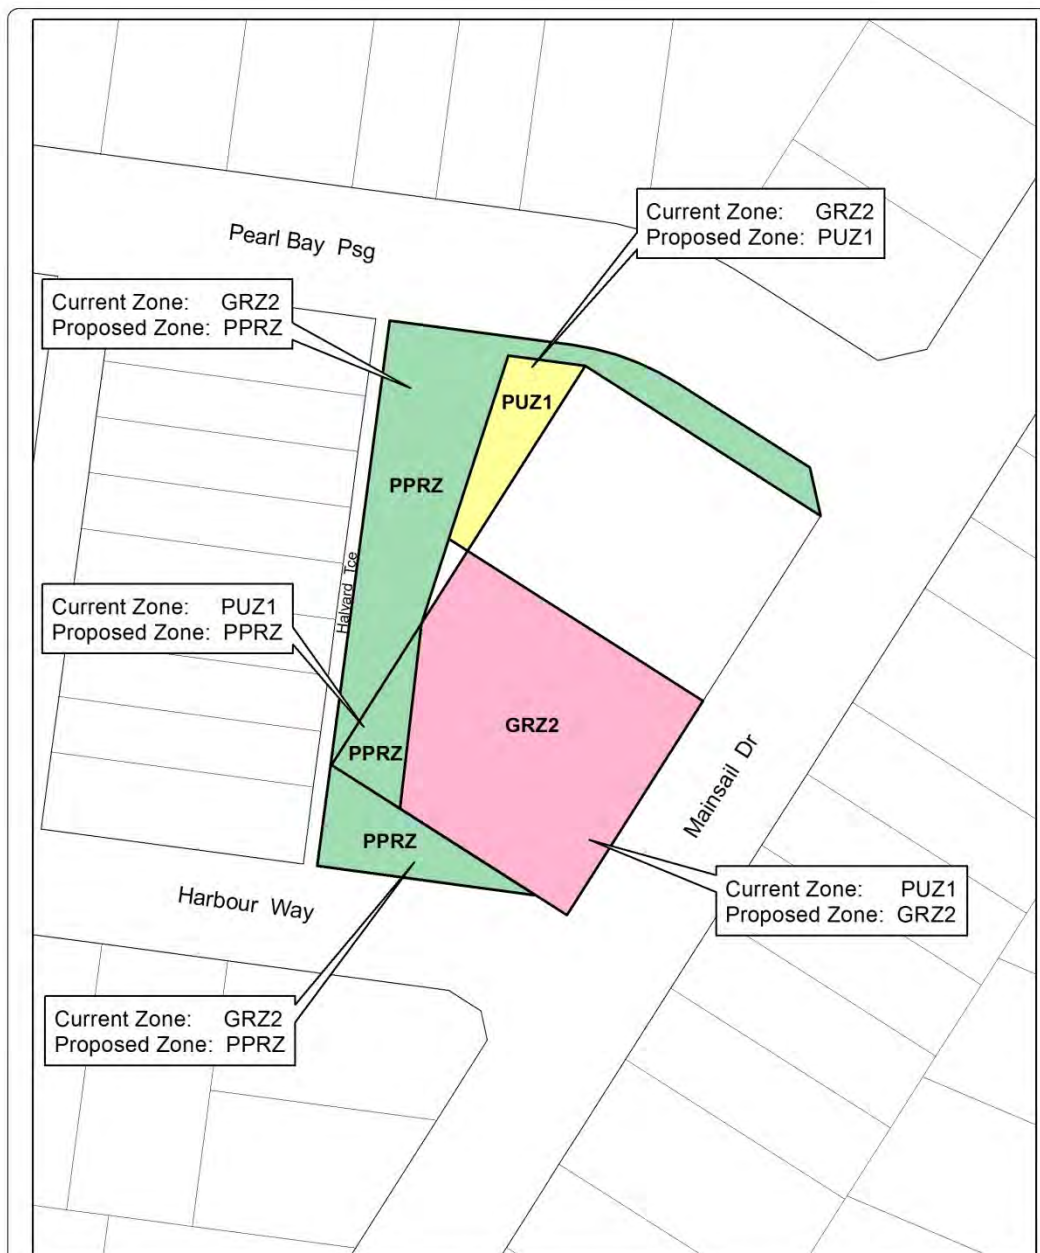 Current Zone: GRZ2
Proposed Zone: PUZ1
Pearl Bay Psg
Current Zone: GRZ2
Proposed Zone: PPRZ
PUZ1
PPRZ
Halyard Tce
Current Zone: PUZ1
Proposed Zone: PPRZ
GRZ2
PPRZ
Mainsail Dr
PPRZ
Current Zone: PUZ1
Proposed Zone: GRZ2
Harbour Way
Current Zone: GRZ2
Proposed Zone: PPRZ